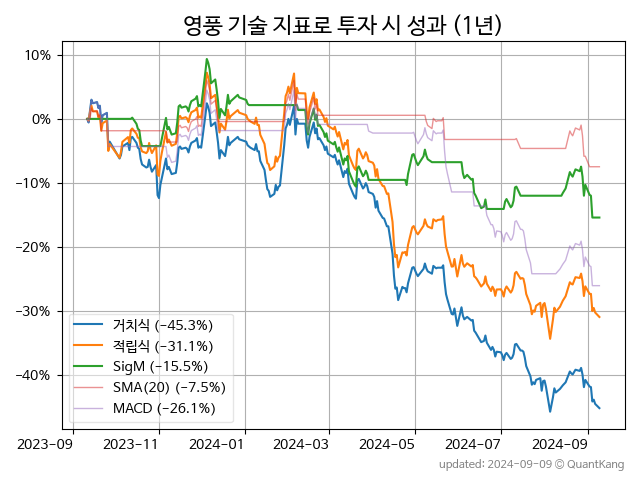 영풍 기술 지표로 투자 시 성과 (1년)
10%
0%
−10%
−20%
−30%
−40%
거치식 (−45.3%)
적립식 (−31.1%)
SigM (−15.5%)
SMA(20) (−7.5%)
MACD (−26.1%)
2023-09 2023-11 2024-01 2024-03 2024-05 2024-07 2024-09
updated: 2024-09-09 © QuantKang